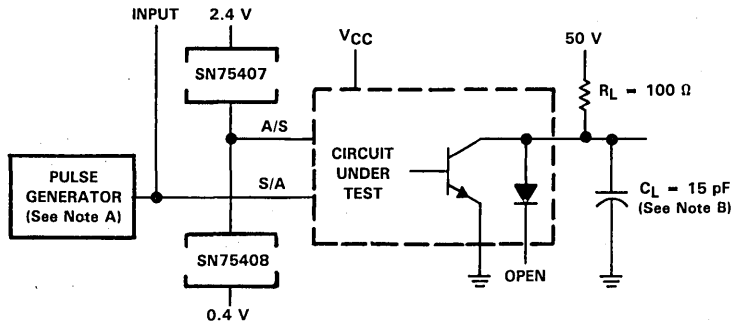 INPUT
2.4 V
SN75407
VCC
50 V
RL = 100 Ω
A/S
CIRCUIT
UNDER
TEST
PULSE
GENERATOR
(See Note A)
S/A
CL = 15 pF
(See Note B)
SN75408
OPEN
0.4 V